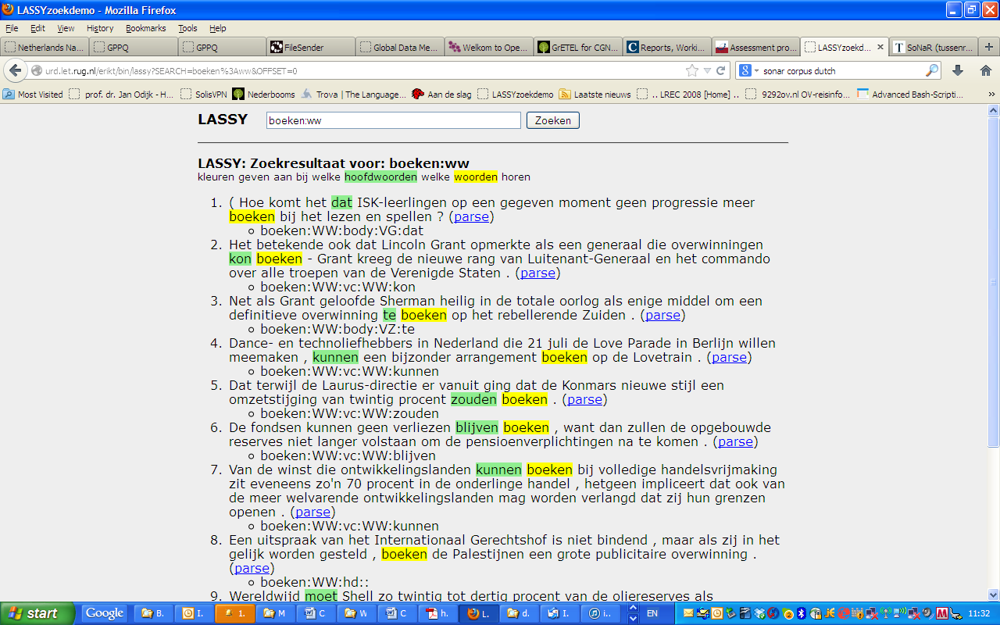 LASSYzoekdemo - Mozilla Firefox
File Edit View History Bookmarks Tools Help
Netherlands Na... GPPQ GPPQ FileSender Global Data Me... Welkom to Ope... GrETEL for CGN... Reports, Worki... Assessment pro... LASSYzoekd... SoNaR (tussenr...
urd.let.rug.nl/erikt/bin/lassy?SEARCH=boeken%3Aww&OFFSET=0 sonar corpus dutch
Most Visited prof. dr. Jan Odijk - H... SolisVPN Nederbooms Trova | The Language... Aan de slag LASSYzoekdemo Laatste nieuws .. LREC 2008 [Home] .. 9292ov.nl OV-reisinfo... Advanced Bash-Scripti... »
LASSY boeken:ww Zoeken
LASSY: Zoekresultaat voor: boeken:ww
kleuren geven aan bij welke hoofdwoorden welke woorden horen
1. ( Hoe komt het dat ISK-leerlingen op een gegeven moment geen progressie meer
boeken bij het lezen en spellen ? (parse)
boeken:WW:body:VG:dat
2. Het betekende ook dat Lincoln Grant opmerkte als een generaal die overwinningen
kon boeken - Grant kreeg de nieuwe rang van Luitenant-Generaal en het commando
over alle troepen van de Verenigde Staten . (parse)
boeken:WW:vc:WW:kon
3. Net als Grant geloofde Sherman heilig in de totale oorlog als enige middel om een
definitieve overwinning te boeken op het rebellerende Zuiden . (parse)
boeken:WW:body:VZ:te
4. Dance- en technoliefhebbers in Nederland die 21 juli de Love Parade in Berlijn willen
meemaken , kunnen een bijzonder arrangement boeken op de Lovetrain . (parse)
boeken:WW:vc:WW:kunnen
5. Dat terwijl de Laurus-directie er vanuit ging dat de Konmars nieuwe stijl een
omzetstijging van twintig procent zouden boeken . (parse)
boeken:WW:vc:WW:zouden
6. De fondsen kunnen geen verliezen blijven boeken , want dan zullen de opgebouwde
reserves niet langer volstaan om de pensioenverplichtingen na te komen . (parse)
boeken:WW:vc:WW:blijven
7. Van de winst die ontwikkelingslanden kunnen boeken bij volledige handelsvrijmaking
zit eveneens zo'n 70 procent in de onderlinge handel , hetgeen impliceert dat ook van
de meer welvarende ontwikkelingslanden mag worden verlangd dat zij hun grenzen
openen . (parse)
boeken:WW:vc:WW:kunnen
8. Een uitspraak van het Internationaal Gerechtshof is niet bindend , maar als zij in het
gelijk worden gesteld , boeken de Palestijnen een grote publicitaire overwinning .
(parse)
boeken:WW:hd::
9. Wereldwijd moet Shell zo twintig tot dertig procent van de oliereserves als
start Google B. I. 1. M C W C h. L. d. I. i... EN 11:32